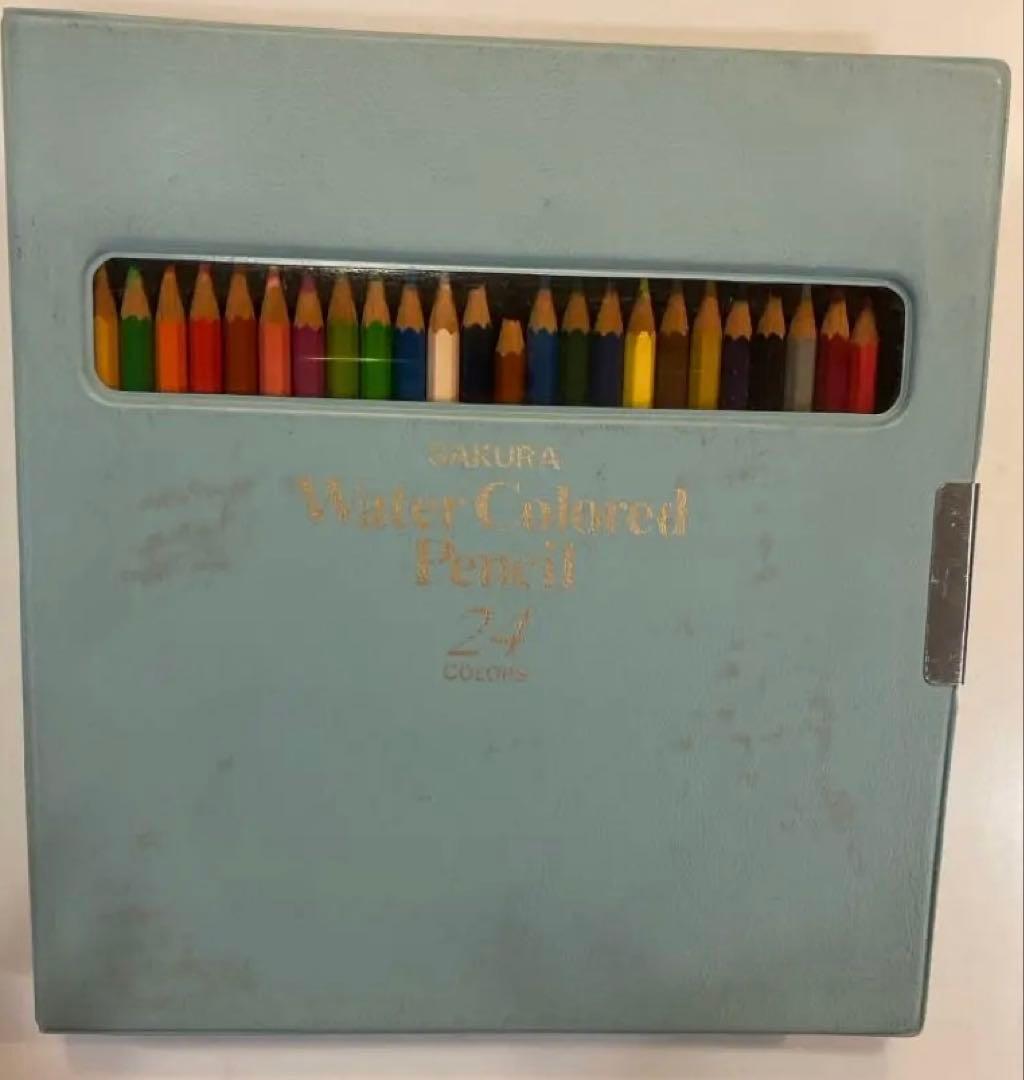 SAKURA
Water Colored
Pencil
24
COLORS